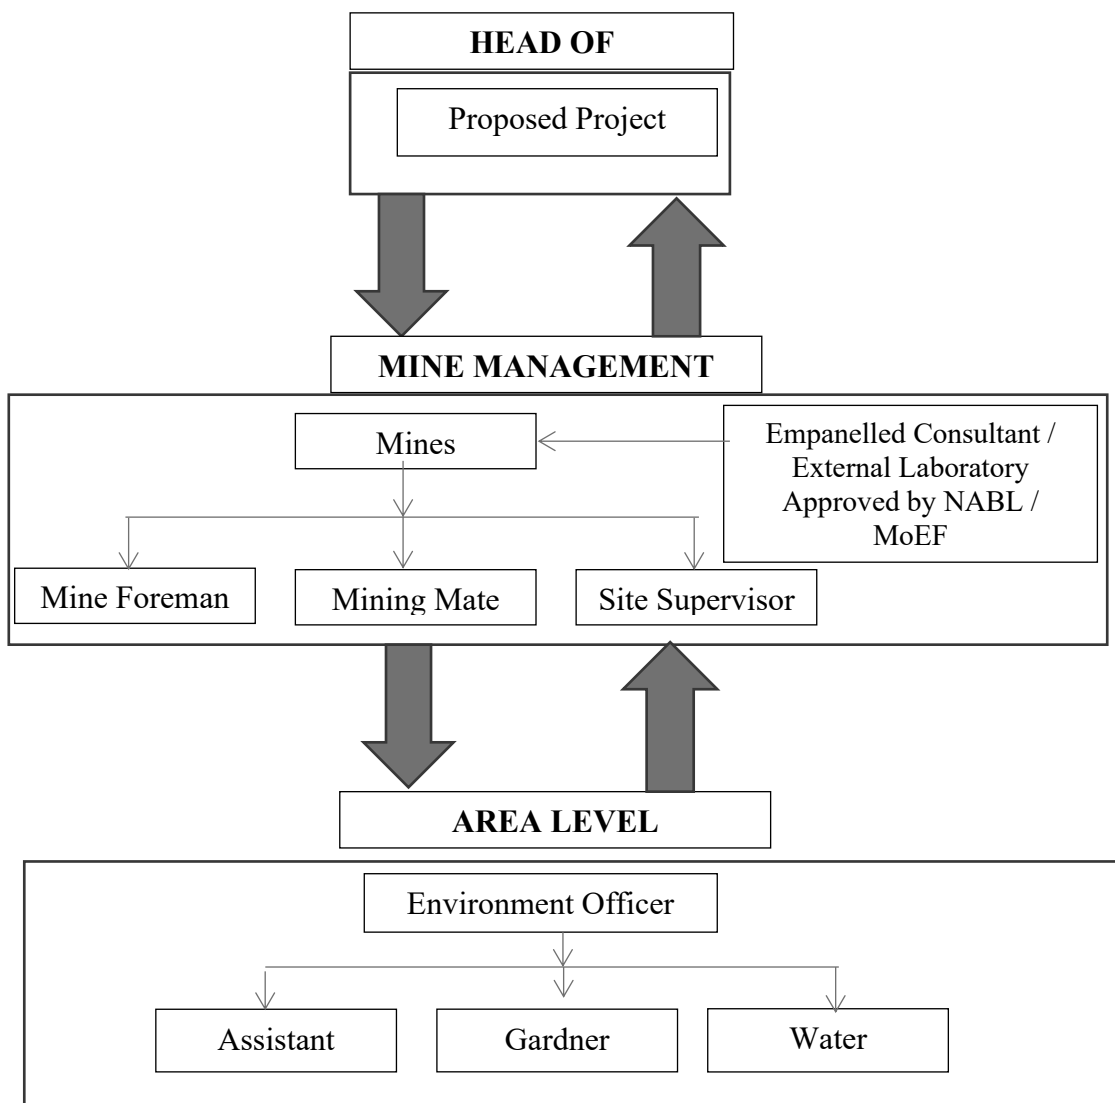 HEAD OF
Proposed Project
MINE MANAGEMENT
Mines
Empanelled Consultant /
External Laboratory
Approved by NABL /
MoEF
Mine Foreman
Mining Mate
Site Supervisor
AREA LEVEL
Environment Officer
Assistant
Gardner
Water